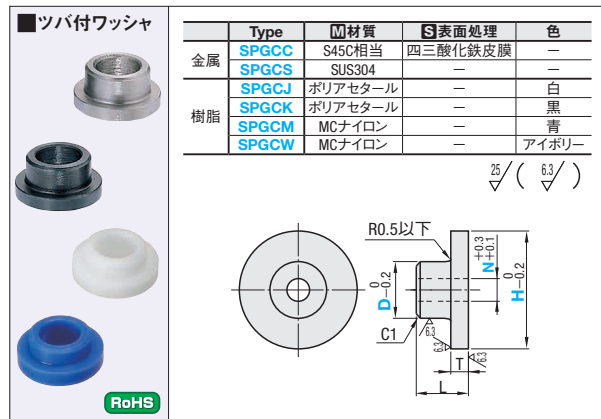 ■ツバ付ワッシャ
RoHS
Type M材質 S表面処理 色
金属 SPGCC S45C相当 四三酸化鉄皮膜 ー
SPGCS SUS304 ー ー
樹脂 SPGCJ ポリアセタール ー 白
SPGCK ポリアセタール ー 黒
SPGCM MCナイロン ー 青
SPGCW MCナイロン ー アイボリー
25 ( 6.3 )
R0.5以下
D 0 -0.2
N +0.3 +0.1
H 0 -0.2
C1
6.3
6.3
6.3
T
L